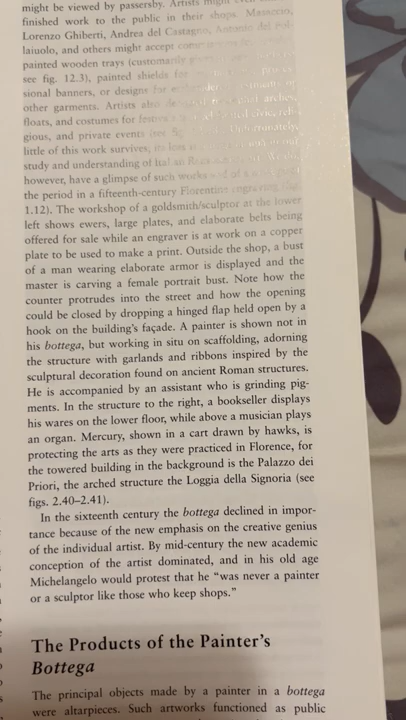 might be viewed by passersby. Artists might even
finished work to the public in their shops. Masaccio,
Lorenzo Ghiberti, Andrea del Castagno, Antonio del
laiuolo, and others might accept
painted wooden trays (customarily
see fig. 12.3), painted shields for
sional banners, or designs for
other garments. Artists also
floats, and costumes for
gious, and private events Unfortunately,
little of this work survives; its loss
study and understanding of
however, have a glimpse of such works
the period in a fifteenth-century Florentine engraving
1.12). The workshop of a goldsmith/sculptor at the lower
left shows ewers, large plates, and elaborate belts being
offered for sale while an engraver is at work on a copper
plate to be used to make a print. Outside the shop, a bust
of a man wearing elaborate armor is displayed and the
master is carving a female portrait bust. Note how the
counter protrudes into the street and how the opening
could be closed by dropping a hinged flap held open by a
hook on the building's façade. A painter is shown not in
his bottega, but working in situ on scaffolding, adorning
the structure with garlands and ribbons inspired by the
sculptural decoration found on ancient Roman structures.
He is accompanied by an assistant who is grinding pig-
ments. In the structure to the right, a bookseller displays
his wares on the lower floor, while above a musician plays
an organ. Mercury, shown in a cart drawn by hawks, is
protecting the arts as they were practiced in Florence, for
the towered building in the background is the Palazzo dei
Priori, the arched structure the Loggia della Signoria (see
figs. 2.40–2.41).
In the sixteenth century the bottega declined in impor-
tance because of the new emphasis on the creative genius
of the individual artist. By mid-century the new academic
conception of the artist dominated, and in his old age
Michelangelo would protest that he "was never a painter
or a sculptor like those who keep shops."
The Products of the Painter's
Bottega
The principal objects made by a painter in a bottega
were altarpieces. Such artworks functioned as public